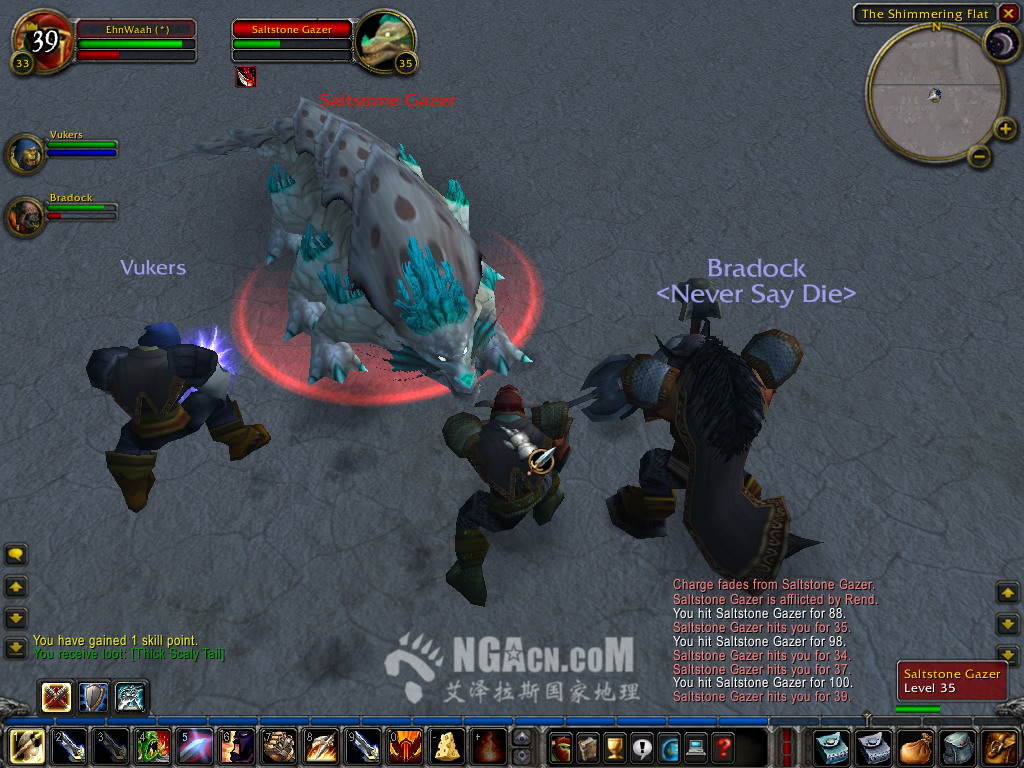 EhnWaah (*)
39
33
Saltstone Gazer
35
The Shimmering Flat
N
Saltstone Gazer
Vukers
Bradock
Vukers
Bradock
<Never Say Die>
Charge fades from Saltstone Gazer.
Saltstone Gazer is afflicted by Rend.
You hit Saltstone Gazer for 88.
Saltstone Gazer hits you for 35.
You hit Saltstone Gazer for 98.
Saltstone Gazer hits you for 34.
Saltstone Gazer hits you for 37.
You hit Saltstone Gazer for 100.
Saltstone Gazer hits you for 39.
You have gained 1 skill point.
You receive loot: [Thick Scaly Tail]
NGACN.COM
艾泽拉斯国家地理
Saltstone Gazer
Level 35
2 3 4 5 6 7 8 9